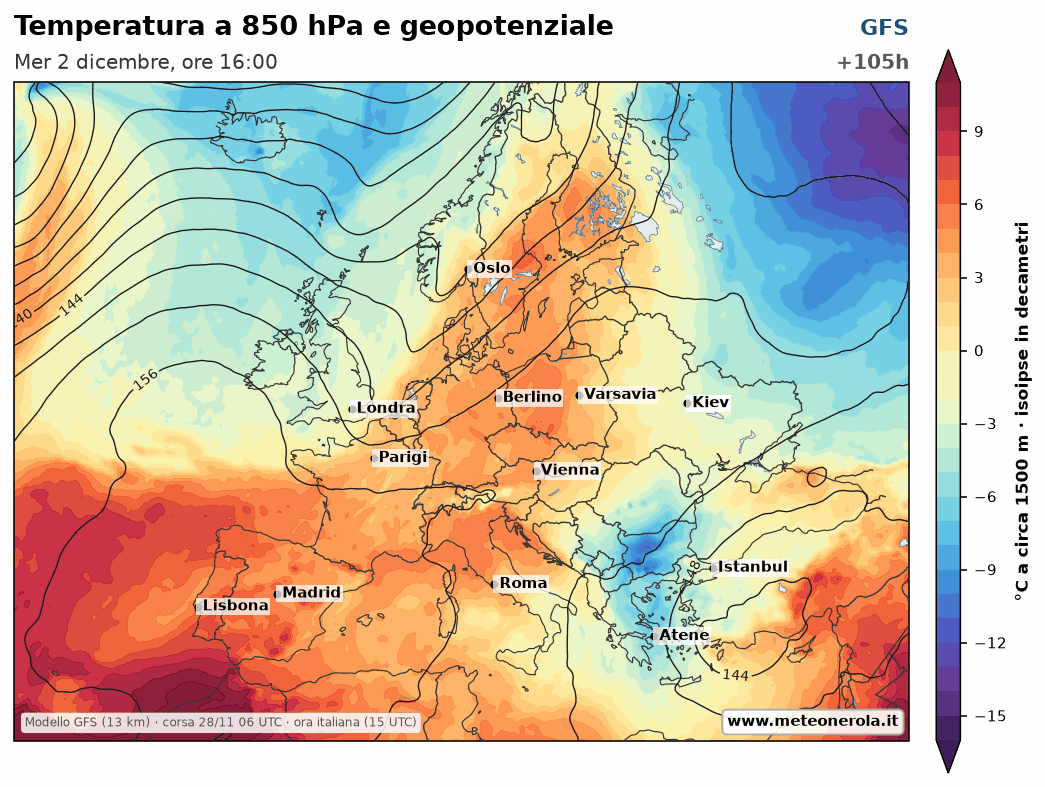 Temperatura a 850 hPa e geopotenziale
GFS
Mer 2 dicembre, ore 16:00
+105h
Oslo
40
144
156
Londra
Berlino
Varsavia
Kiev
Parigi
Vienna
Istanbul
Roma
Madrid
Lisbona
Atene
144
Modello GFS (13 km) · corsa 28/11 06 UTC · ora italiana (15 UTC)
www.meteonerola.it
9
6
3
0
−3
−6
−9
−12
−15
°C a circa 1500 m · isoipse in decametri